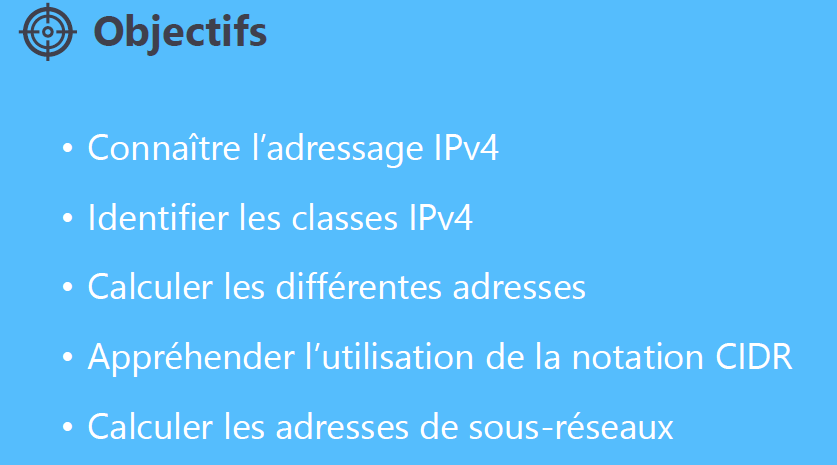 Objectifs
• Connaître l’adressage IPv4
• Identifier les classes IPv4
• Calculer les différentes adresses
• Appréhender l’utilisation de la notation CIDR
• Calculer les adresses de sous-réseaux